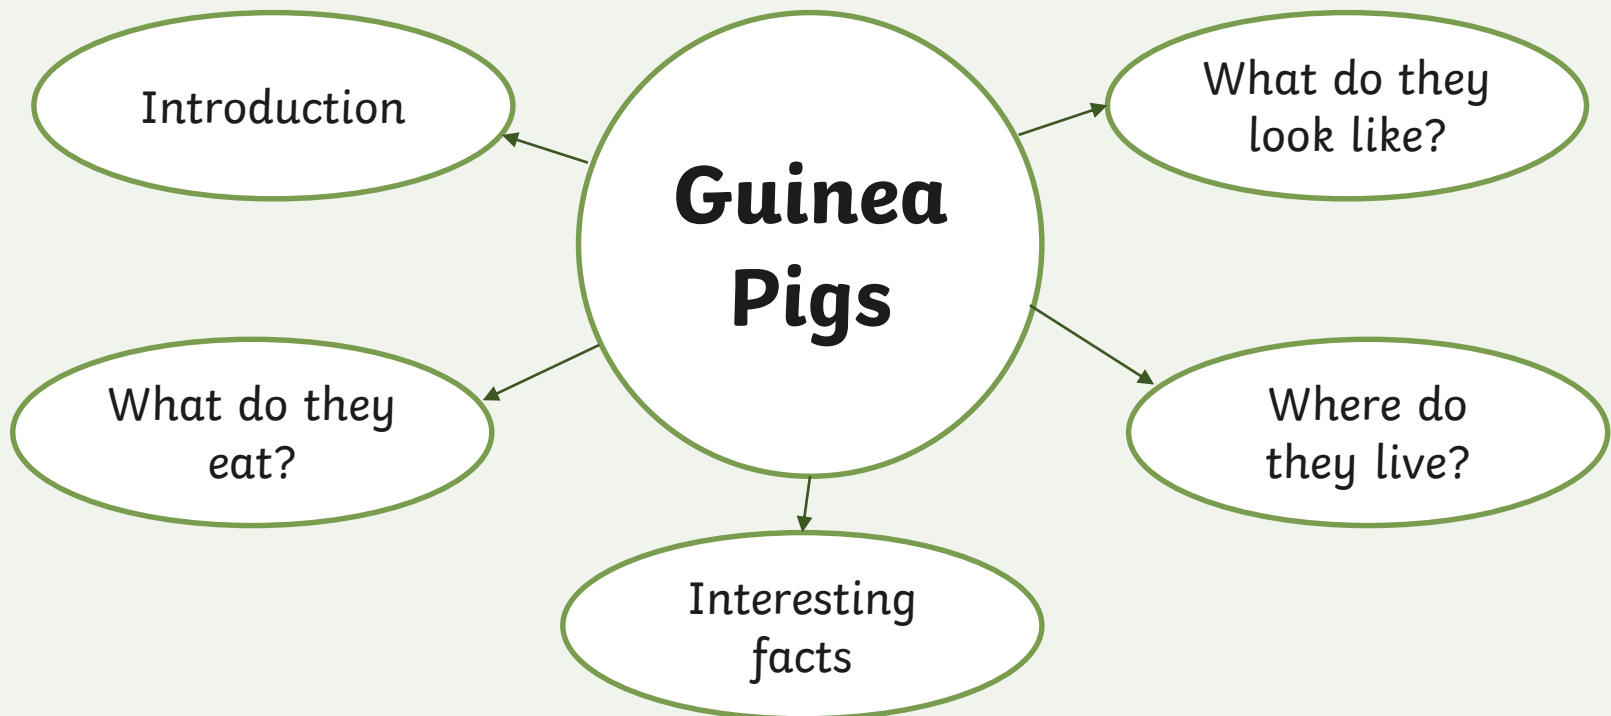 Introduction
Guinea
Pigs
What do they
look like?
What do they
eat?
Where do
they live?
Interesting
facts